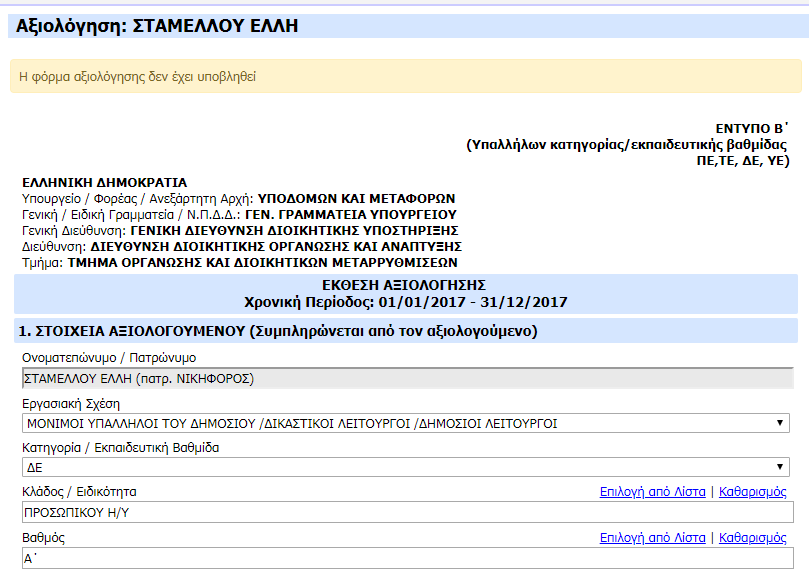 Αξιολόγηση: ΣΤΑΜΕΛΛΟΥ ΕΛΛΗ
Η φόρμα αξιολόγησης δεν έχει υποβληθεί
ΕΝΤΥΠΟ Β΄
(Υπαλλήλων κατηγορίας/εκπαιδευτικής βαθμίδας
ΠΕ,ΤΕ, ΔΕ, ΥΕ)
ΕΛΛΗΝΙΚΗ ΔΗΜΟΚΡΑΤΙΑ
Υπουργείο / Φορέας / Ανεξάρτητη Αρχή: ΥΠΟΔΟΜΩΝ ΚΑΙ ΜΕΤΑΦΟΡΩΝ
Γενική / Ειδική Γραμματεία / Ν.Π.Δ.Δ.: ΓΕΝ. ΓΡΑΜΜΑΤΕΙΑ ΥΠΟΥΡΓΕΙΟΥ
Γενική Διεύθυνση: ΓΕΝΙΚΗ ΔΙΕΥΘΥΝΣΗ ΔΙΟΙΚΗΤΙΚΗΣ ΥΠΟΣΤΗΡΙΞΗΣ
Διεύθυνση: ΔΙΕΥΘΥΝΣΗ ΔΙΟΙΚΗΤΙΚΗΣ ΟΡΓΑΝΩΣΗΣ ΚΑΙ ΑΝΑΠΤΥΞΗΣ
Τμήμα: ΤΜΗΜΑ ΟΡΓΑΝΩΣΗΣ ΚΑΙ ΔΙΟΙΚΗΤΙΚΩΝ ΜΕΤΑΡΡΥΘΜΙΣΕΩΝ
ΕΚΘΕΣΗ ΑΞΙΟΛΟΓΗΣΗΣ
Χρονική Περίοδος: 01/01/2017 - 31/12/2017
1. ΣΤΟΙΧΕΙΑ ΑΞΙΟΛΟΓΟΥΜΕΝΟΥ (Συμπληρώνεται από τον αξιολογούμενο)
Ονοματεπώνυμο / Πατρώνυμο
ΣΤΑΜΕΛΛΟΥ ΕΛΛΗ (πατρ. ΝΙΚΗΦΟΡΟΣ)
Εργασιακή Σχέση
ΜΟΝΙΜΟΙ ΥΠΑΛΛΗΛΟΙ ΤΟΥ ΔΗΜΟΣΙΟΥ /ΔΙΚΑΣΤΙΚΟΙ ΛΕΙΤΟΥΡΓΟΙ /ΔΗΜΟΣΙΟΙ ΛΕΙΤΟΥΡΓΟΙ
Κατηγορία / Εκπαιδευτική Βαθμίδα
ΔΕ
Κλάδος / Ειδικότητα Επιλογή από Λίστα | Καθαρισμός
ΠΡΟΣΩΠΙΚΟΥ Η/Υ
Βαθμός Επιλογή από Λίστα | Καθαρισμός
Α΄